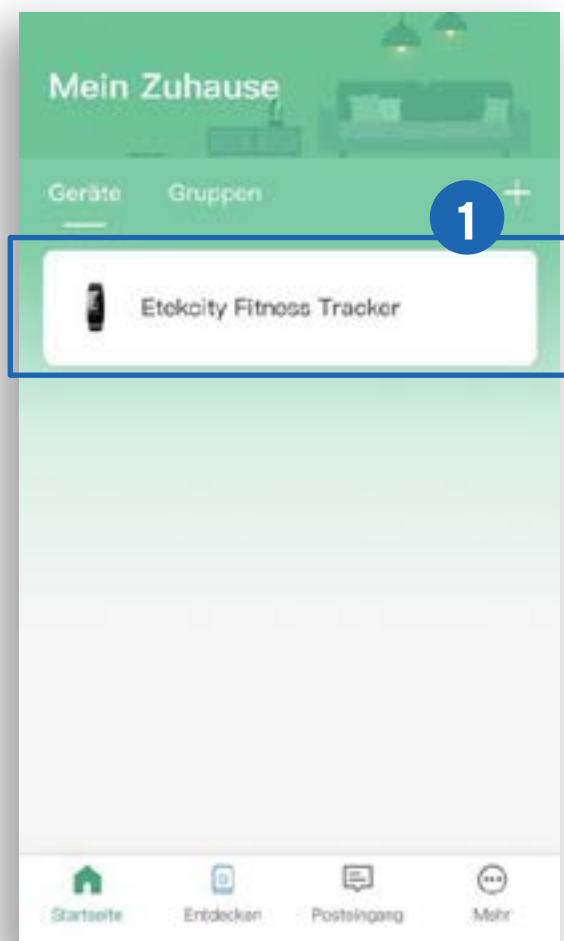 Mein Zuhause
Geräte Gruppen +
1
Etekcity Fitness Tracker
Startseite Entdecken Posteingang Mehr